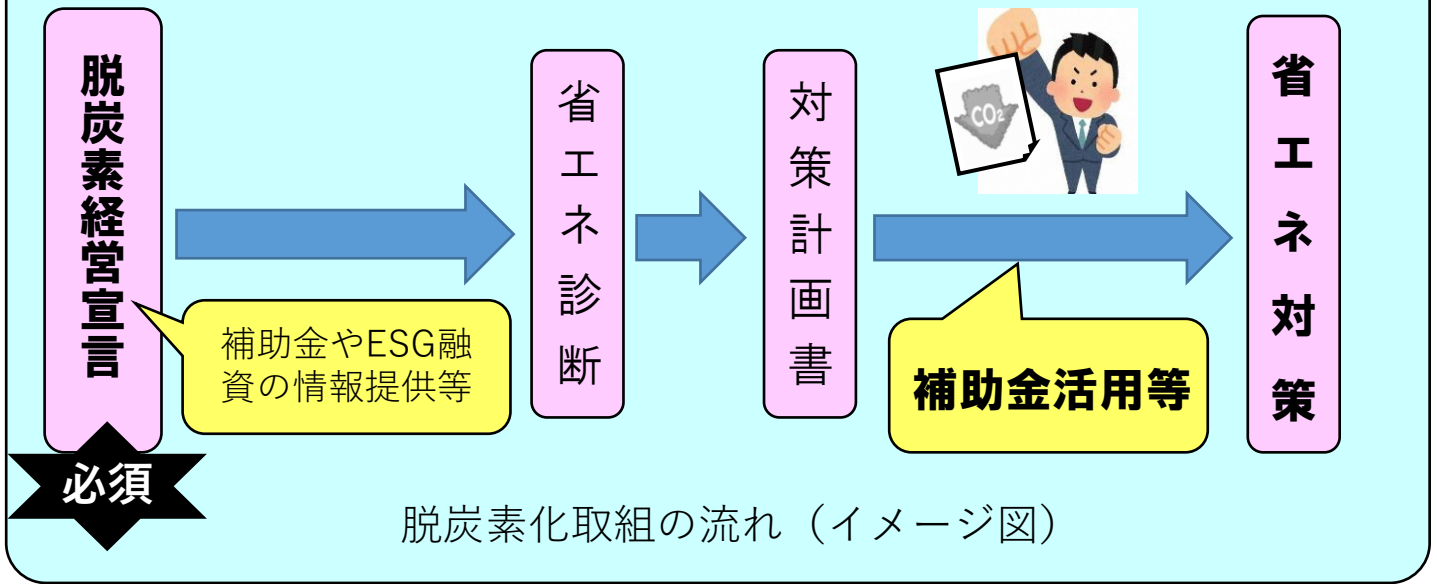 脱炭素経営宣言
必須
補助金やESG融
資の情報提供等
省エネ診断
対策計画書
CO₂
補助金活用等
省エネ対策
脱炭素化取組の流れ（イメージ図）